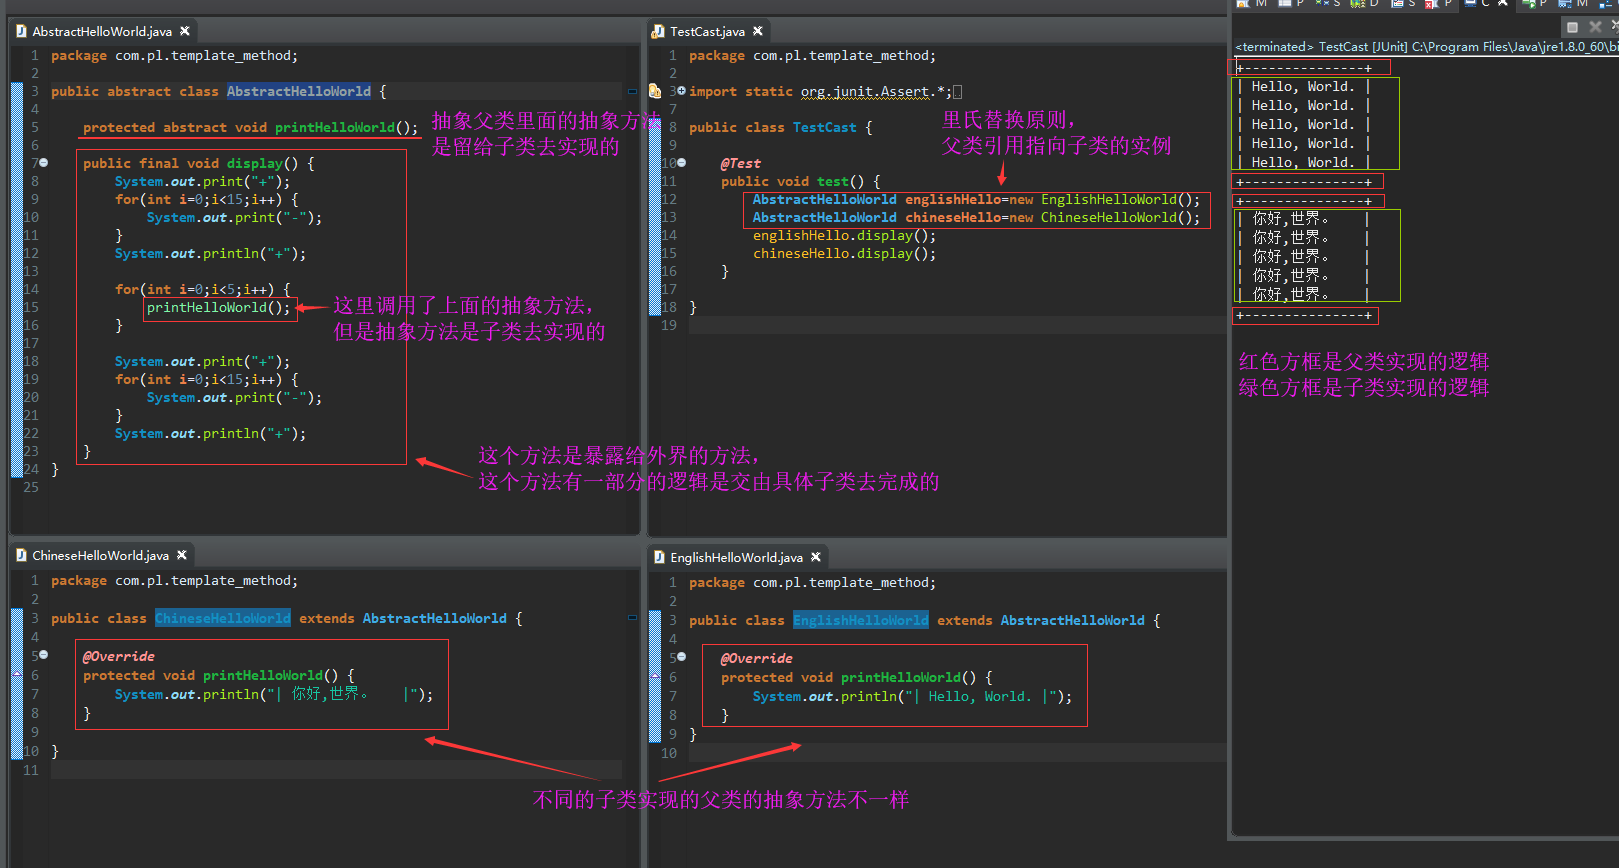 AbstractHelloWorld.java
1 package com.pl.template_method;
2
3 public abstract class AbstractHelloWorld {
4
5 protected abstract void printHelloWorld();
抽象父类里面的抽象方法
是留给子类去实现的
6
7 public final void display() {
8 System.out.print("+");
9 for(int i=0;i<15;i++) {
10 System.out.print("-");
11 }
12 System.out.println("+");
13
14 for(int i=0;i<5;i++) {
15 printHelloWorld();
这里调用了上面的抽象方法，
但是抽象方法是子类去实现的
16 }
17
18 System.out.print("+");
19 for(int i=0;i<15;i++) {
20 System.out.print("-");
21 }
22 System.out.println("+");
23 }
24 }
25
这个方法是暴露给外界的方法，
这个方法有一部分的逻辑是交由具体子类去完成的
TestCast.java
1 package com.pl.template_method;
2
3 import static org.junit.Assert.*;
7
8 public class TestCast {
9
里氏替换原则，
父类引用指向子类的实例
10 @Test
11 public void test() {
12 AbstractHelloWorld englishHello=new EnglishHelloWorld();
13 AbstractHelloWorld chineseHello=new ChineseHelloWorld();
14 englishHello.display();
15 chineseHello.display();
16 }
17
18 }
19
M P S D S P C P M
<terminated> TestCast [JUnit] C:\Program Files\Java\jre1.8.0_60\bi
+---------------+
| Hello, World. |
| Hello, World. |
| Hello, World. |
| Hello, World. |
| Hello, World. |
+---------------+
+---------------+
| 你好,世界。 |
| 你好,世界。 |
| 你好,世界。 |
| 你好,世界。 |
| 你好,世界。 |
+---------------+
红色方框是父类实现的逻辑
绿色方框是子类实现的逻辑
ChineseHelloWorld.java
1 package com.pl.template_method;
2
3 public class ChineseHelloWorld extends AbstractHelloWorld {
4
5 @Override
6 protected void printHelloWorld() {
7 System.out.println("| 你好,世界。 |");
8 }
9
10 }
11
EnglishHelloWorld.java
1 package com.pl.template_method;
2
3 public class EnglishHelloWorld extends AbstractHelloWorld {
4
5 @Override
6 protected void printHelloWorld() {
7 System.out.println("| Hello, World. |");
8 }
9 }
10
不同的子类实现的父类的抽象方法不一样